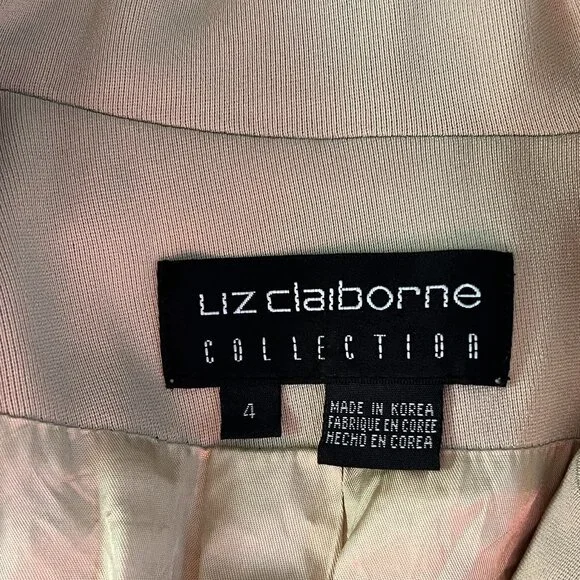 LIZ claiborne
COLLECTION
4
MADE IN KOREA
FABRIQUE EN COREE
HECHO EN COREA